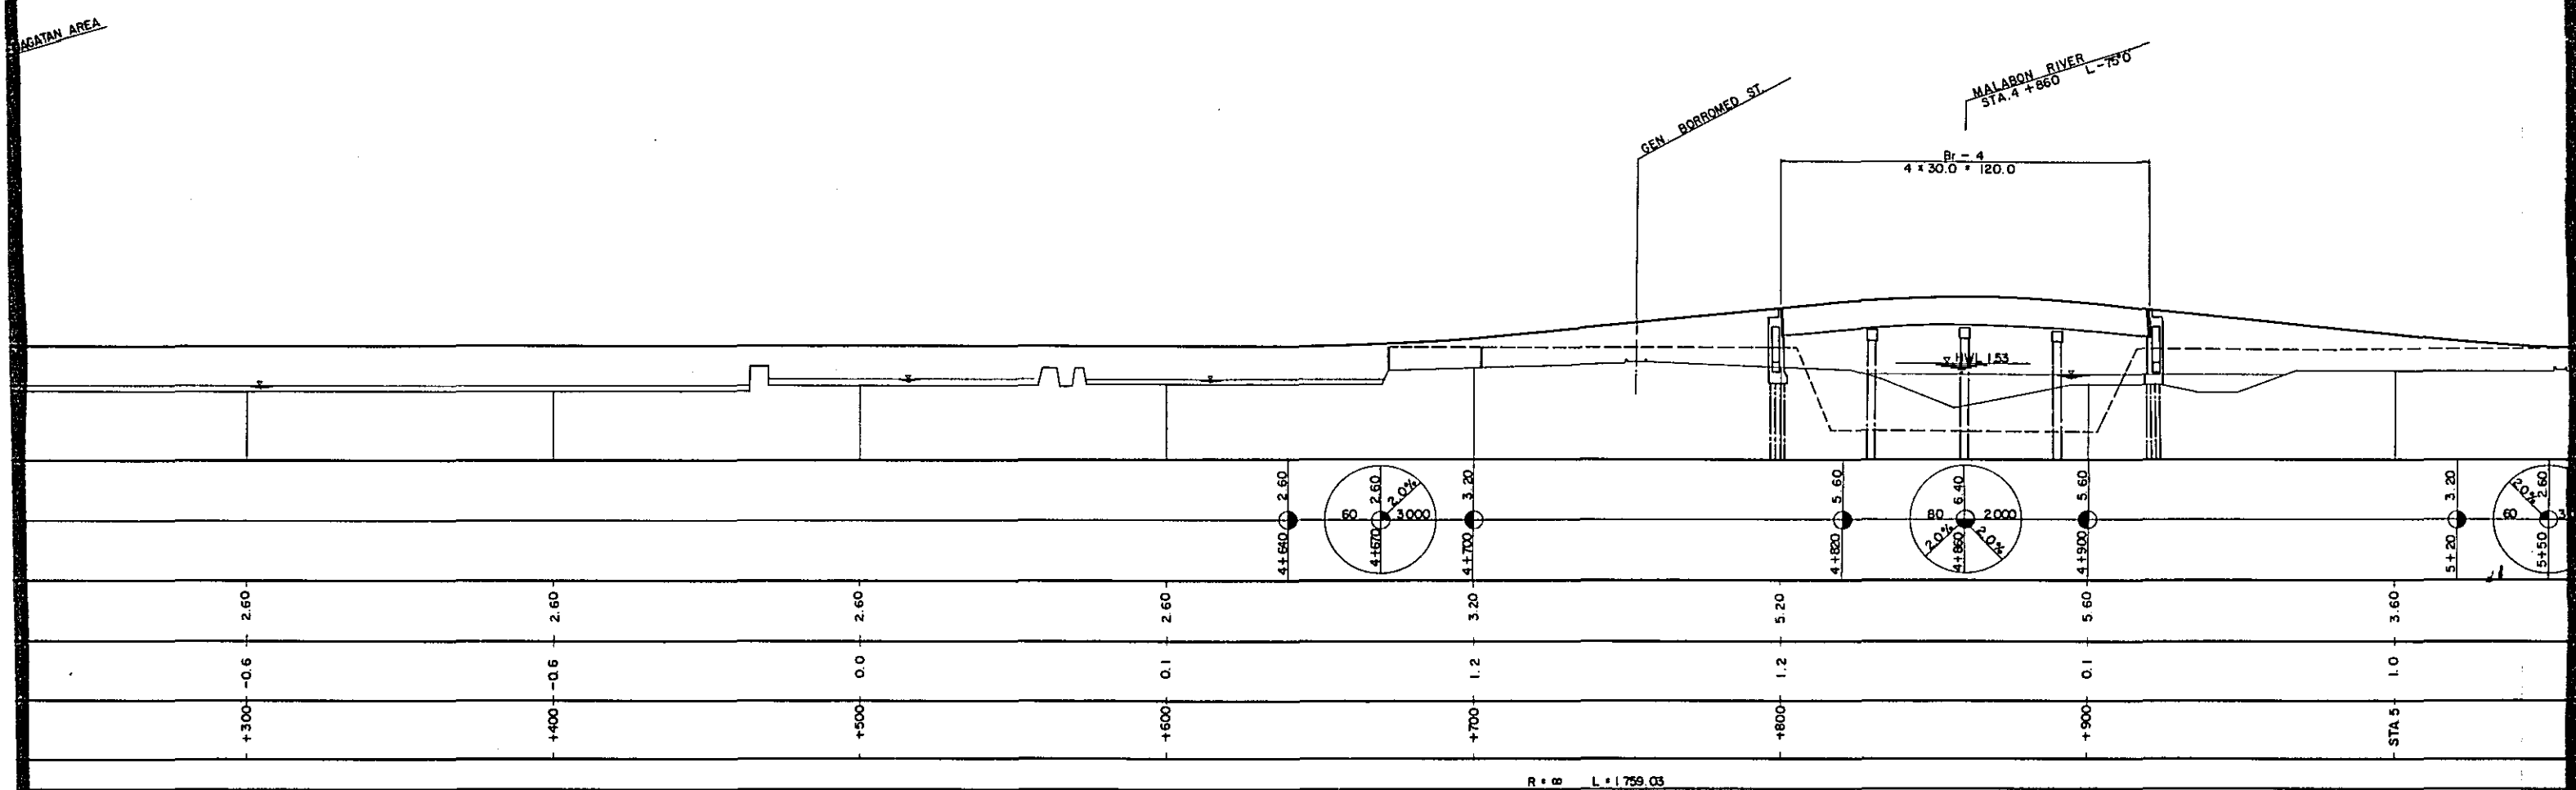 AGATAN AREA
GEN. BORROMED ST.
MALABON RIVER
STA. 4 + 860 L-75°0'
Br - 4
4 x 30.0 = 120.0
HWL 1.53
2.60
4+640
2.60
2.0%
60
3000
4+670
3.20
4+700
5.60
4+820
6.40
80
2000
2.0%
2.0%
4+860
5.60
4+900
3.20
5+20
2.0%
2.60
60
3
5+50
2.60 2.60 2.60 2.60 3.20 5.20 5.60 3.60
-0.6 -0.6 0.0 0.1 1.2 1.2 0.1 1.0
+300 +400 +500 +600 +700 +800 +900 STA.5
R = ∞ L = 1759.03